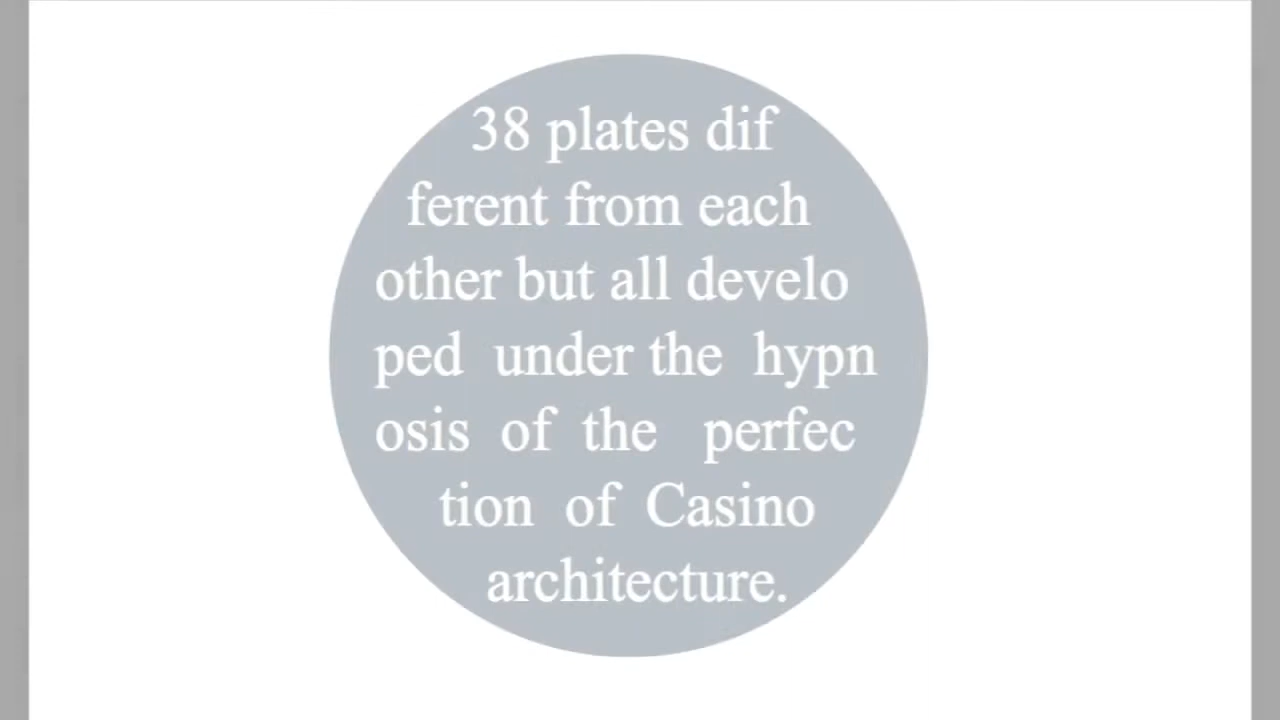 38 plates dif
ferent from each
other but all develo
ped under the hypn
osis of the perfec
tion of Casino
architecture.